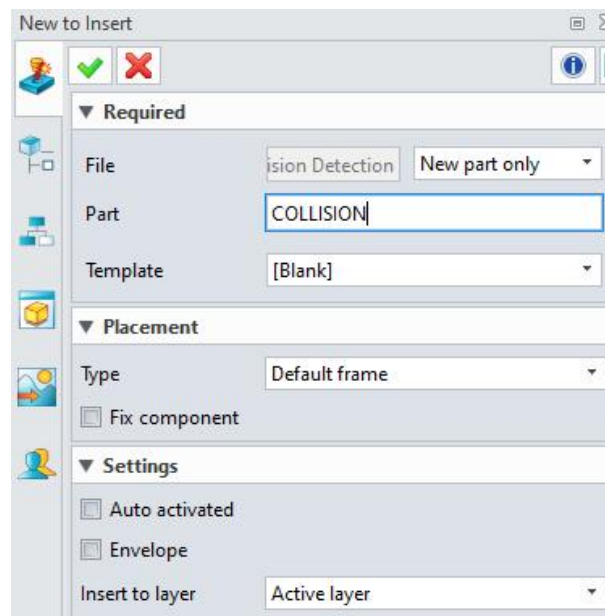 New to Insert
Required
File ision Detection New part only
Part COLLISION
Template [Blank]
Placement
Type Default frame
Fix component
Settings
Auto activated
Envelope
Insert to layer Active layer